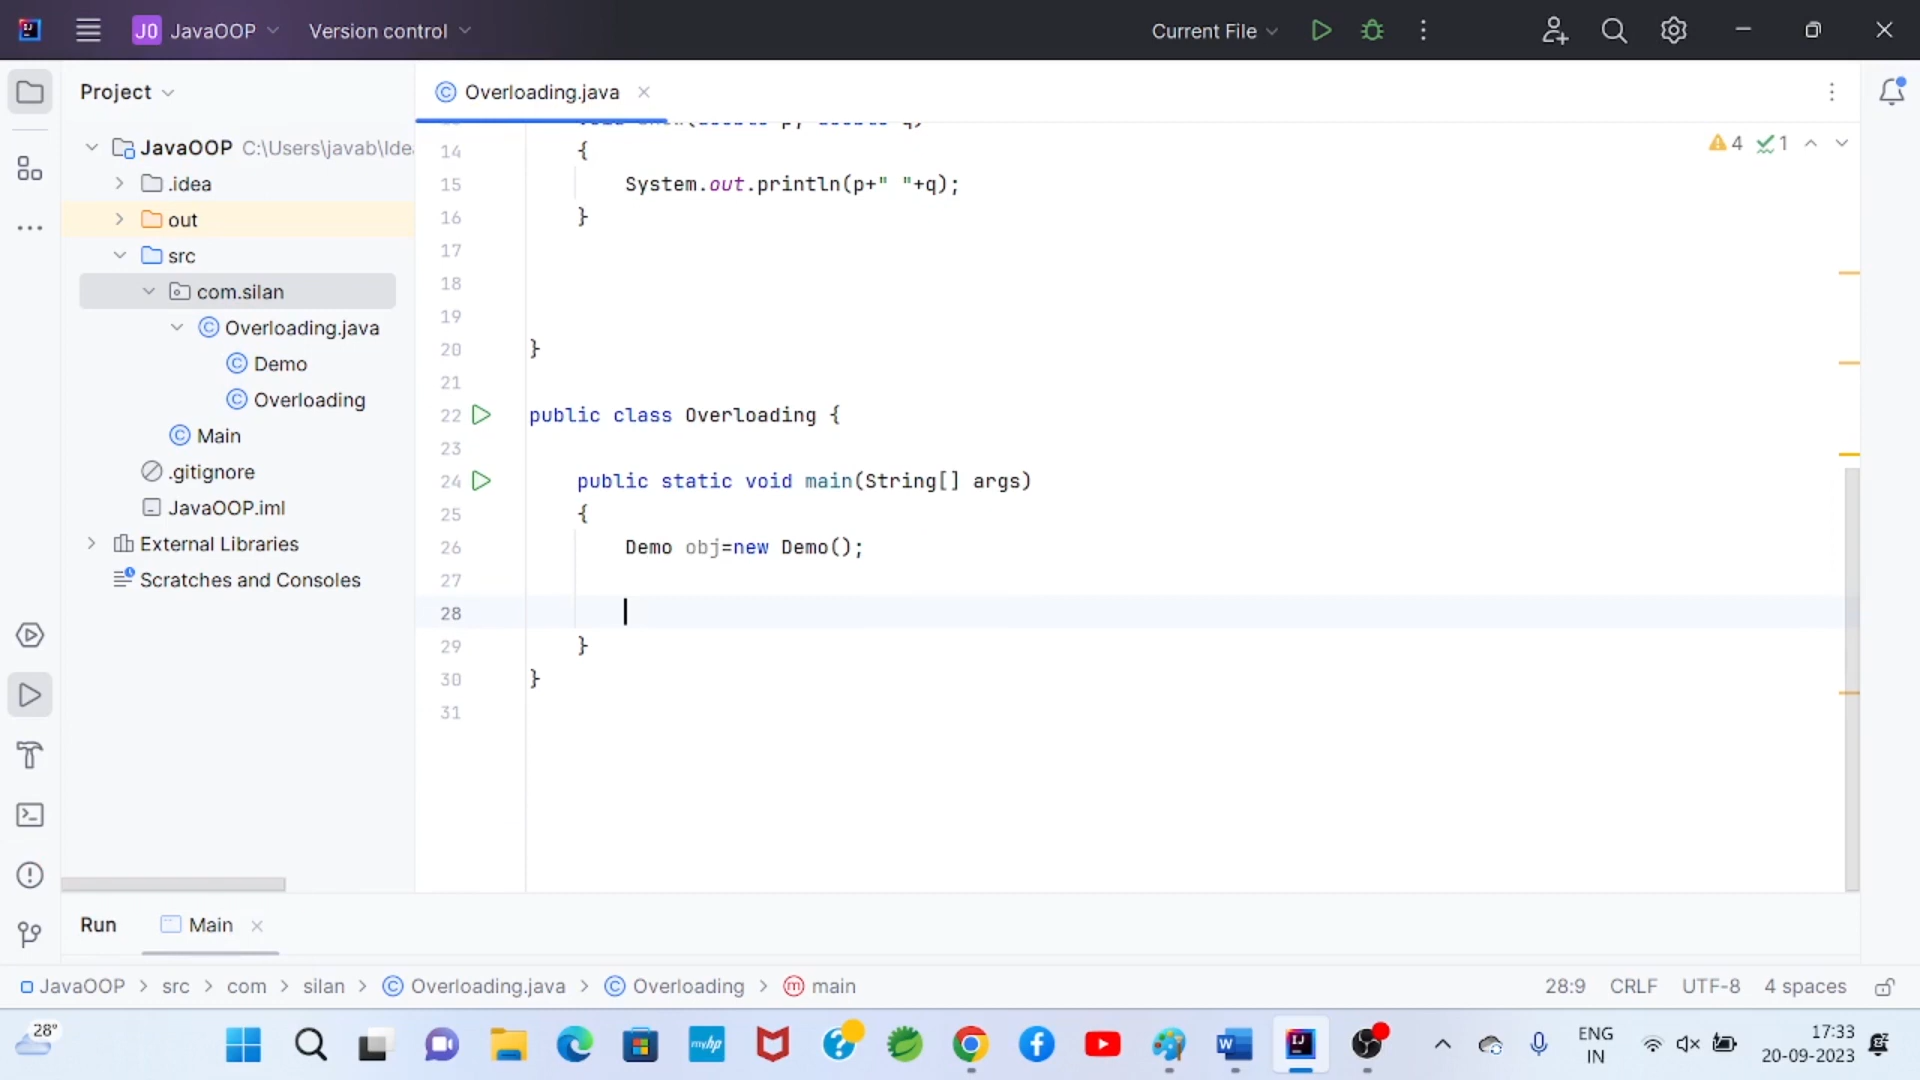 J0 JavaOOP Version control Current File
Project
Overloading.java
JavaOOP C:\Users\javab\Ide
.idea
out
src
com.silan
Overloading.java
Demo
Overloading
Main
.gitignore
JavaOOP.iml
External Libraries
Scratches and Consoles
4 1
14 {
15 System.out.println(p+" "+q);
16 }
17
18
19
20 }
21
22 public class Overloading {
23
24 public static void main(String[] args)
25 {
26 Demo obj=new Demo();
27
28
29 }
30 }
31
Run Main
JavaOOP > src > com > silan > Overloading.java > Overloading > main 28:9 CRLF UTF-8 4 spaces
28°
myhp
ENG
IN
17:33
20-09-2023